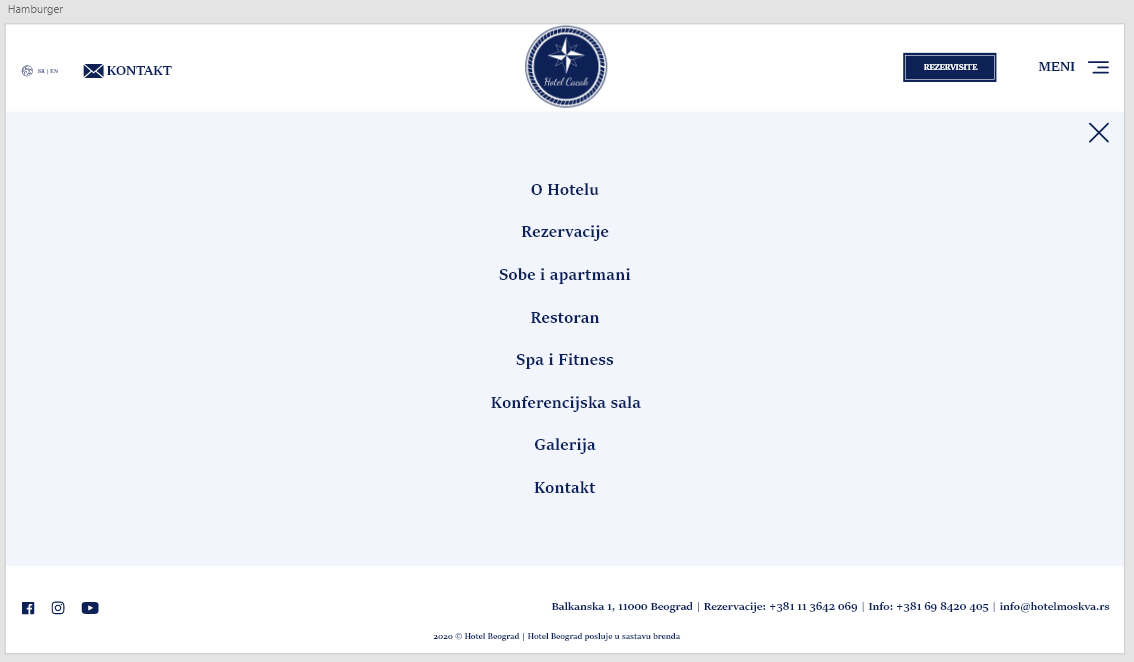 Hamburger
SR | EN
KONTAKT
Hotel Cacak
REZERVISITE
MENI
O Hotelu
Rezervacije
Sobe i apartmani
Restoran
Spa i Fitness
Konferencijska sala
Galerija
Kontakt
Balkanska 1, 11000 Beograd | Rezervacije: +381 11 3642 069 | Info: +381 69 8420 405 | info@hotelmoskva.rs
2020 © Hotel Beograd | Hotel Beograd posluje u sastavu brenda